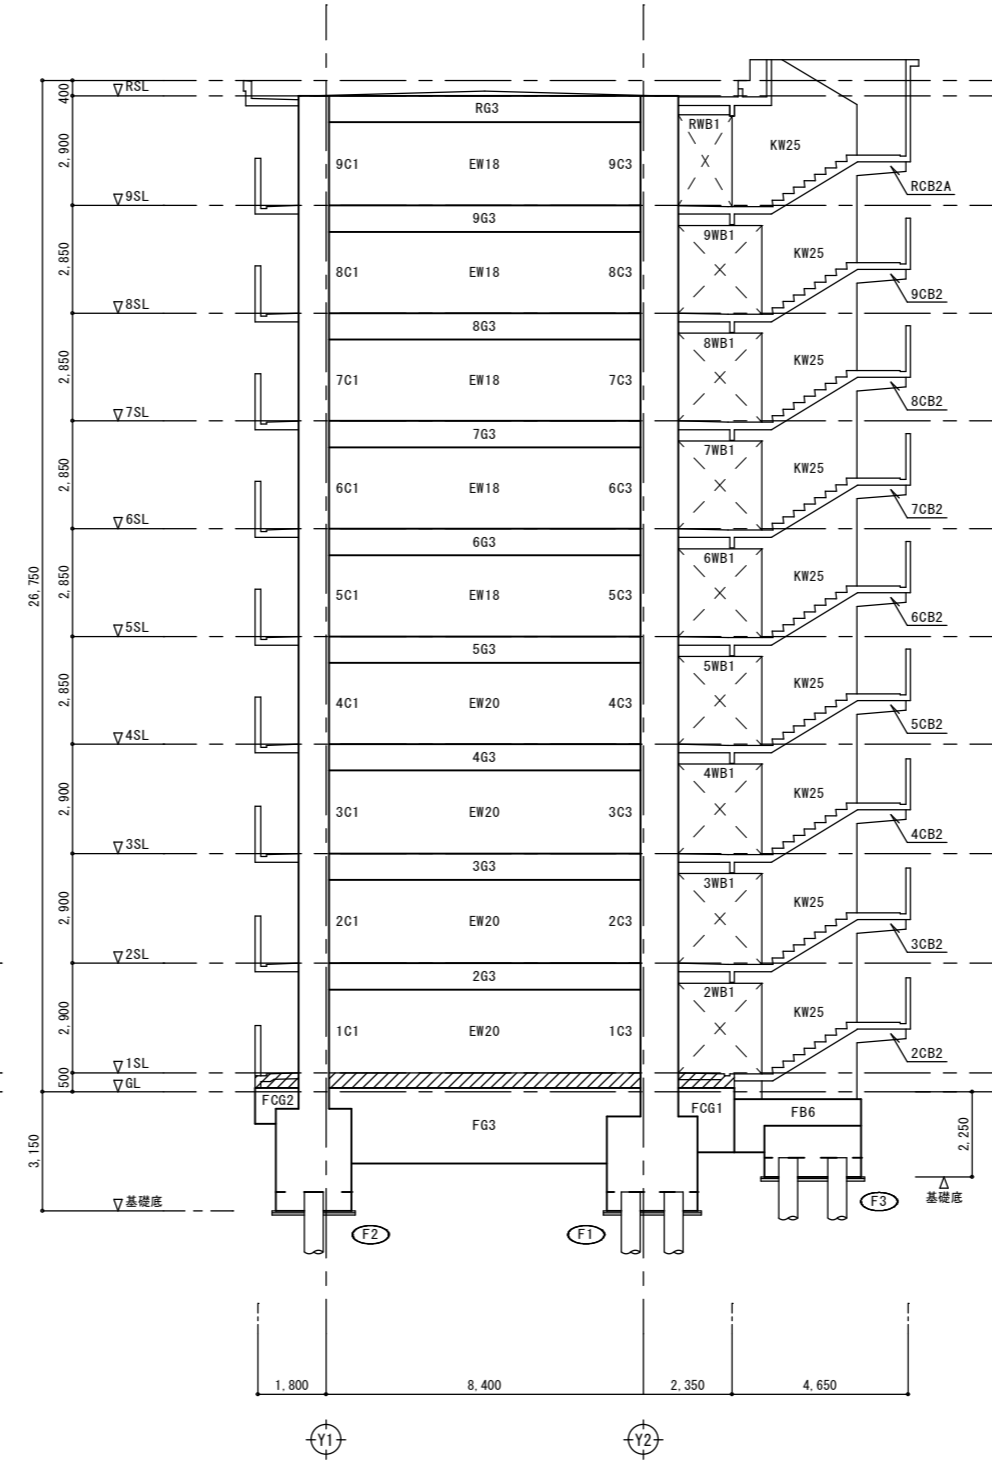 400
▽RSL
RG3
RWB1
2,900
9C1
EW18
9C3
KW25
RCB2A
▽9SL
9G3
9WB1
2,850
8C1
EW18
8C3
KW25
9CB2
▽8SL
8G3
8WB1
2,850
7C1
EW18
7C3
KW25
8CB2
▽7SL
7G3
7WB1
2,850
6C1
EW18
6C3
KW25
7CB2
▽6SL
6G3
6WB1
26,750
2,850
5C1
EW18
5C3
KW25
6CB2
▽5SL
5G3
5WB1
2,850
4C1
EW20
4C3
KW25
5CB2
▽4SL
4G3
4WB1
2,900
3C1
EW20
3C3
KW25
4CB2
▽3SL
3G3
3WB1
2,900
2C1
EW20
2C3
KW25
3CB2
▽2SL
2G3
2WB1
2,900
1C1
EW20
1C3
KW25
2CB2
▽1SL
500
▽GL
FCG2
FG3
FCG1
FB6
3,150
2,250
▽基礎底
△
基礎底
F2
F1
F3
1,800
8,400
2,350
4,650
Y1
Y2